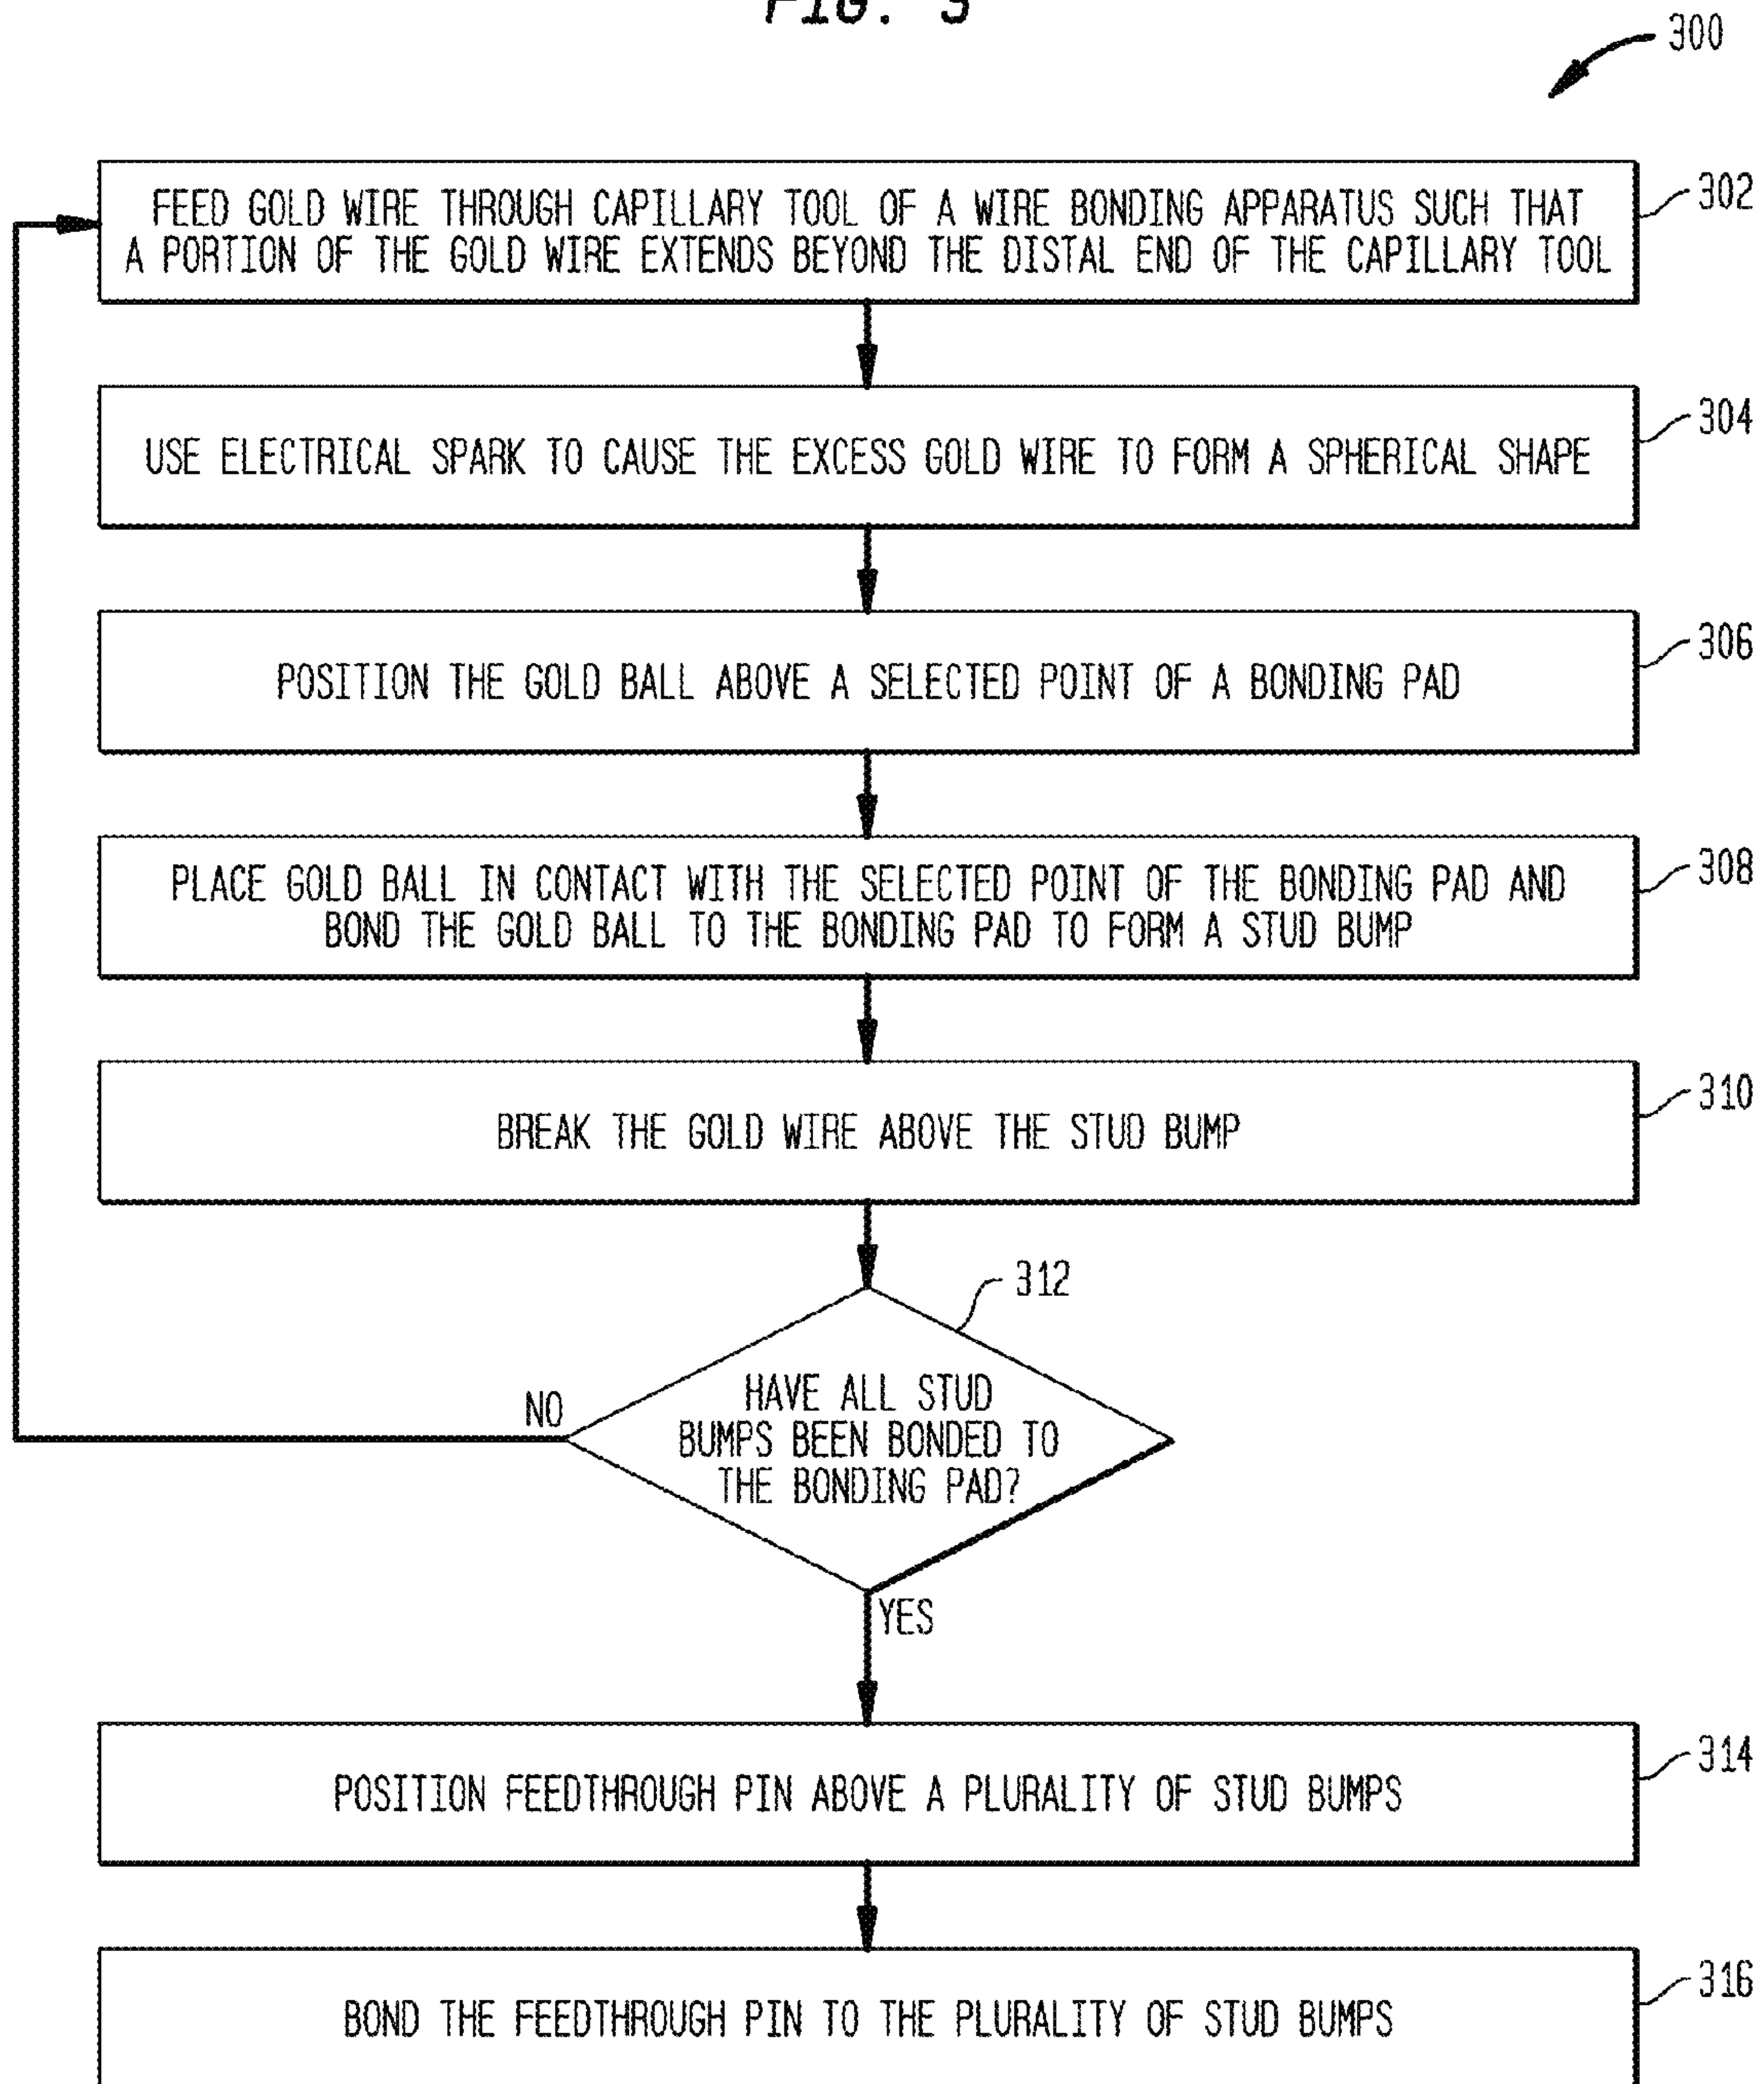 FIG. 3
300
FEED GOLD WIRE THROUGH CAPILLARY TOOL OF A WIRE BONDING APPARATUS SUCH THAT
A PORTION OF THE GOLD WIRE EXTENDS BEYOND THE DISTAL END OF THE CAPILLARY TOOL
302
USE ELECTRICAL SPARK TO CAUSE THE EXCESS GOLD WIRE TO FORM A SPHERICAL SHAPE
304
POSITION THE GOLD BALL ABOVE A SELECTED POINT OF A BONDING PAD
306
PLACE GOLD BALL IN CONTACT WITH THE SELECTED POINT OF THE BONDING PAD AND
BOND THE GOLD BALL TO THE BONDING PAD TO FORM A STUD BUMP
308
BREAK THE GOLD WIRE ABOVE THE STUD BUMP
310
312
HAVE ALL STUD
BUMPS BEEN BONDED TO
THE BONDING PAD?
NO
YES
POSITION FEEDTHROUGH PIN ABOVE A PLURALITY OF STUD BUMPS
314
BOND THE FEEDTHROUGH PIN TO THE PLURALITY OF STUD BUMPS
316